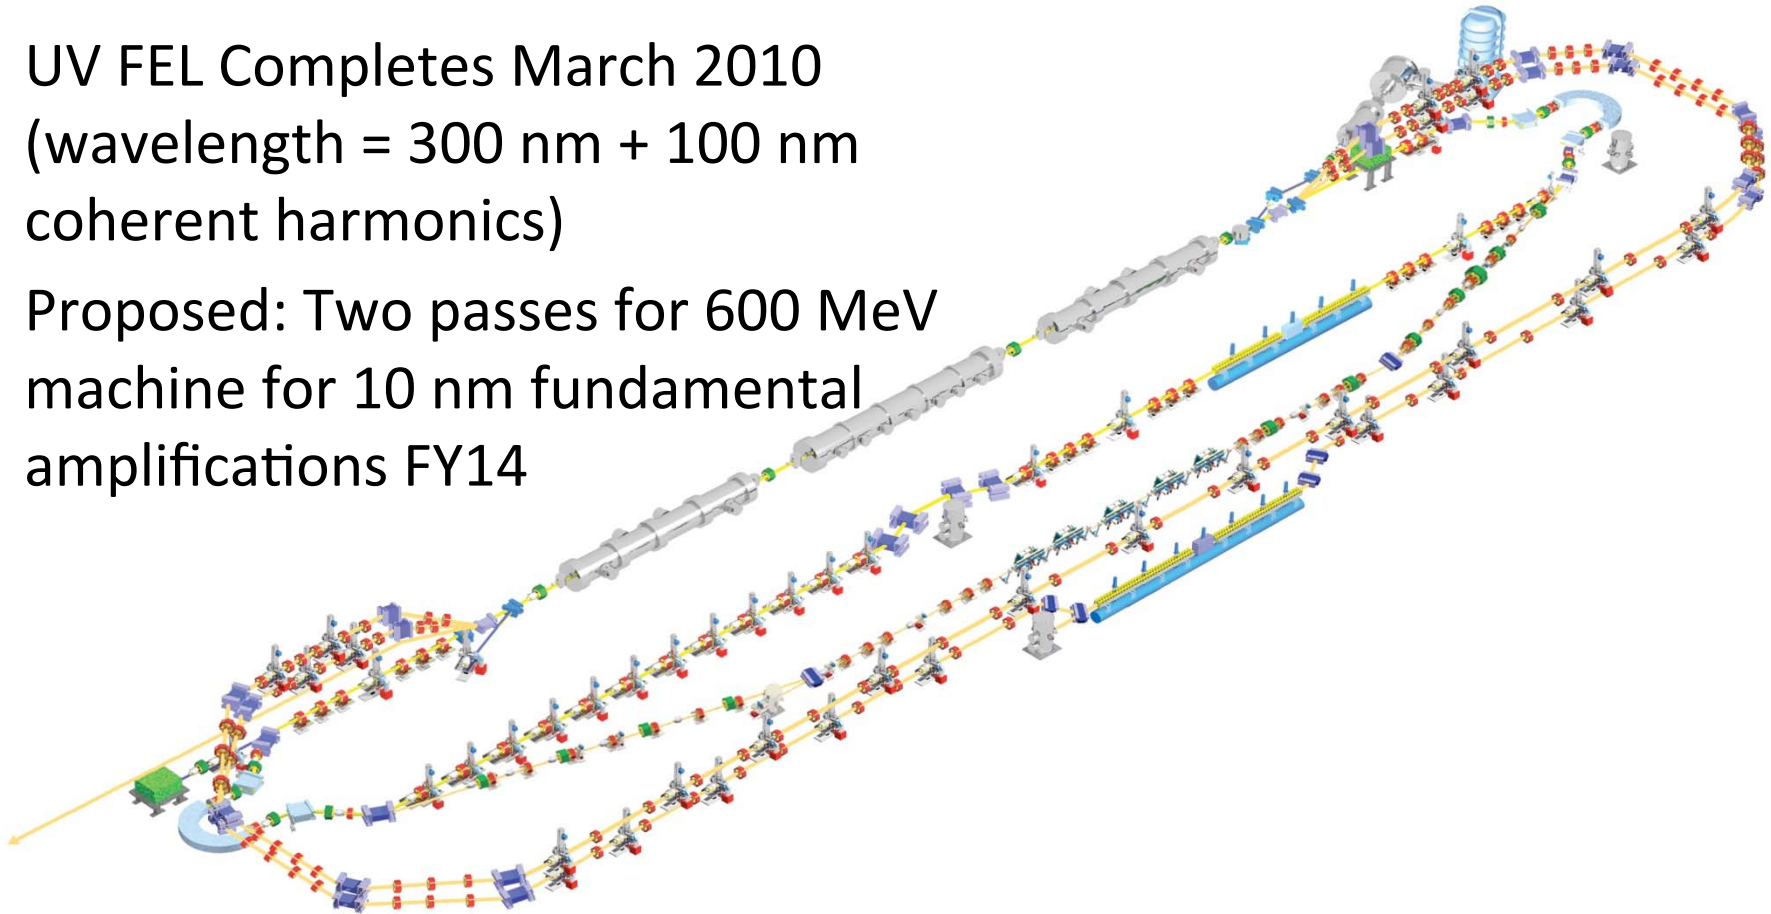 UV FEL Completes March 2010
(wavelength = 300 nm + 100 nm
coherent harmonics)
Proposed: Two passes for 600 MeV
machine for 10 nm fundamental
amplifications FY14